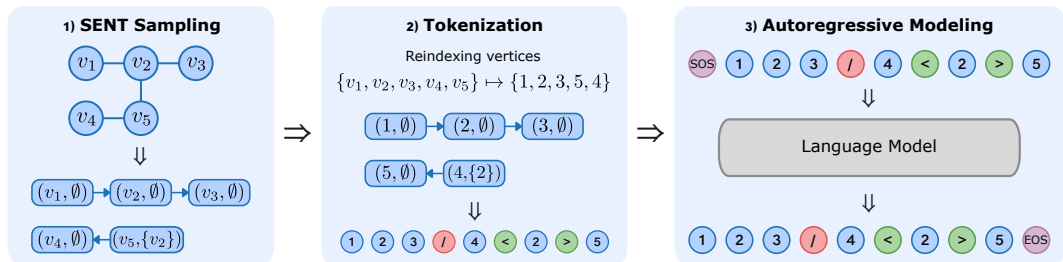 1) SENT Sampling
v₁ v₂ v₃
v₄ v₅
⇓
(v₁, ∅) (v₂, ∅) (v₃, ∅)
(v₄, ∅) (v₅,{v₂})
⇒
2) Tokenization
Reindexing vertices
{v₁, v₂, v₃, v₄, v₅} ↦ {1, 2, 3, 5, 4}
(1, ∅) (2, ∅) (3, ∅)
(5, ∅) (4,{2})
⇓
1 2 3 / 4 < 2 > 5
⇒
3) Autoregressive Modeling
SOS 1 2 3 / 4 < 2 > 5
⇓
Language Model
⇓
1 2 3 / 4 < 2 > 5 EOS